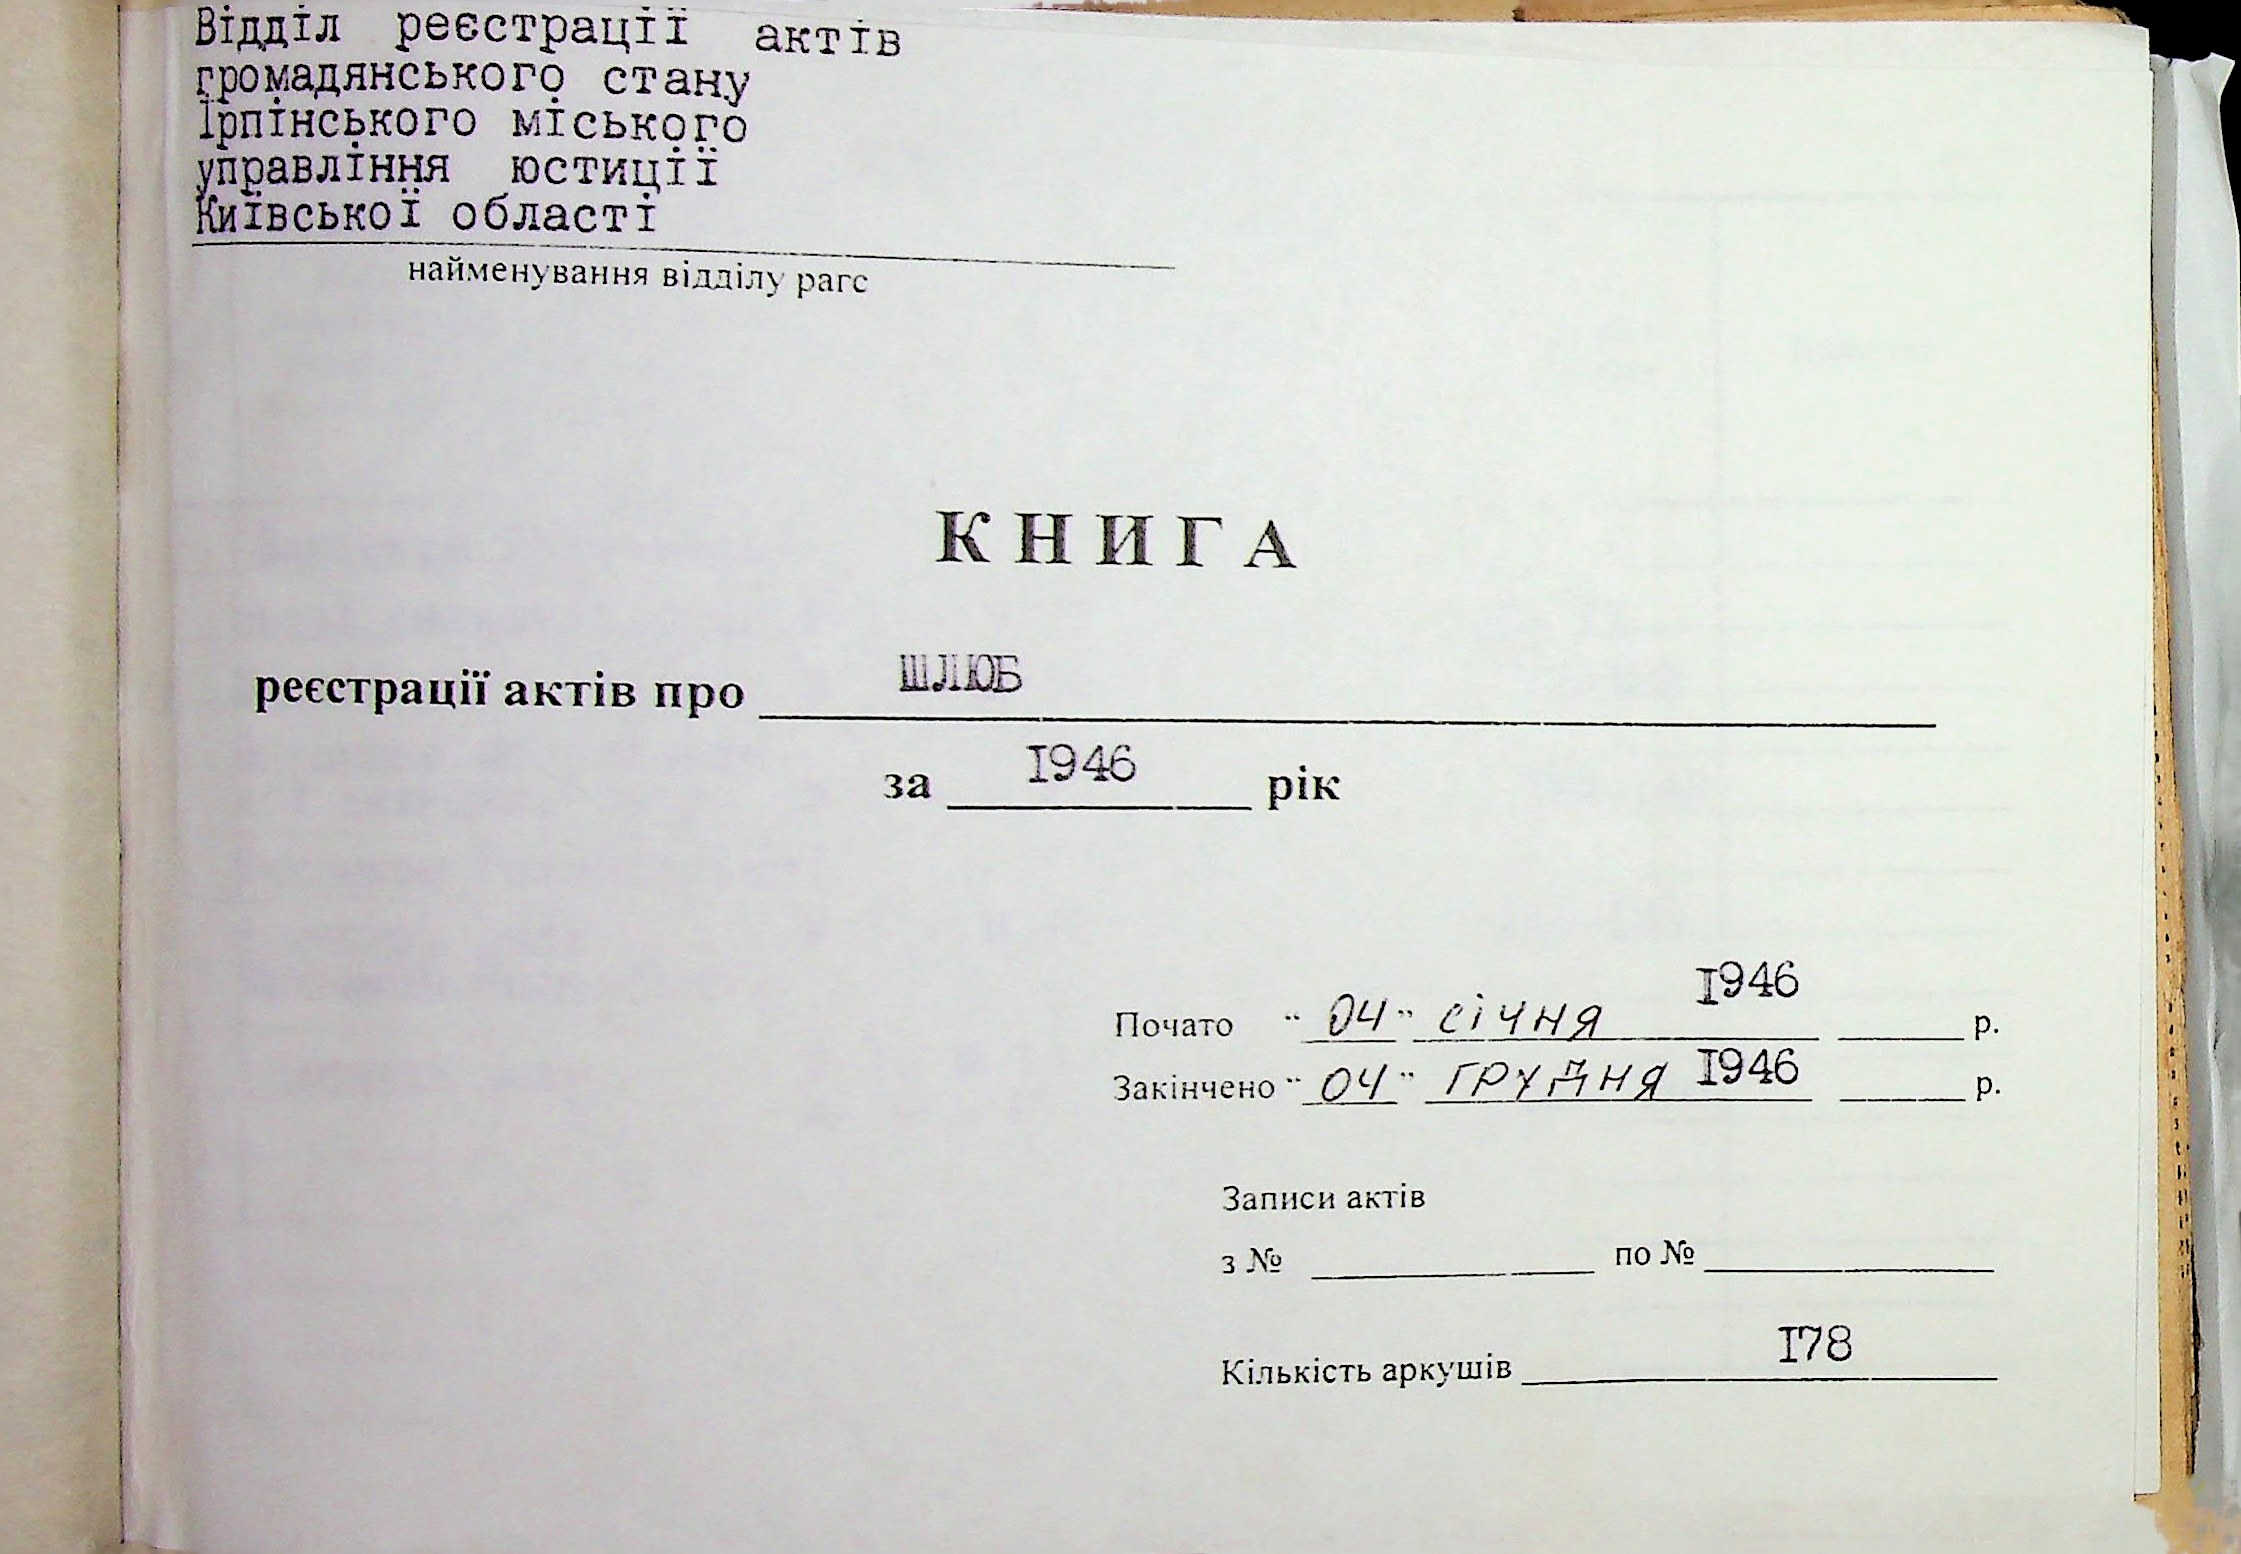 Відділ реєстрації актів
громадянського стану
Ірпінського міського
управління юстиції
Київської області
найменування відділу рагс
КНИГА
реєстрації актів про ШЛЮБ
за 1946 рік
Почато "04" січня 1946 р.
Закінчено "04" грудня 1946 р.
Записи актів
з № по №
Кількість аркушів 178